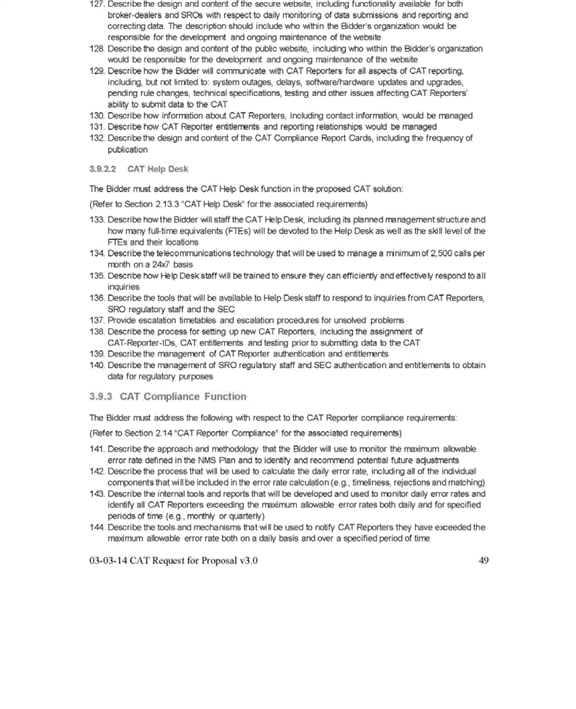 127. Describe the design and content of the secure website, including functionality available for both
broker-dealers and SROs with respect to daily monitoring of data submissions and reporting and
correcting data. The description should include who within the Bidder's organization would be
responsible for the development and ongoing maintenance of the website
128. Describe the design and content of the public website, including who within the Bidder's organization
would be responsible for the development and ongoing maintenance of the website
129. Describe how the Bidder will communicate with CAT Reporters for all aspects of CAT reporting,
including, but not limited to: system outages, delays, software/hardware updates and upgrades,
pending rule changes, technical specifications, testing and other issues affecting CAT Reporters'
ability to submit data to the CAT
130. Describe how information about CAT Reporters, including contact information, would be managed
131. Describe how CAT Reporter entitlements and reporting relationships would be managed
132. Describe the design and content of the CAT Compliance Report Cards, including the frequency of
publication
3.9.2.2 CAT Help Desk
The Bidder must address the CAT Help Desk function in the proposed CAT solution:
(Refer to Section 2.13.3 "CAT Help Desk" for the associated requirements)
133. Describe how the Bidder will staff the CAT Help Desk, including its planned management structure and
how many full-time equivalents (FTEs) will be devoted to the Help Desk as well as the skill level of the
FTEs and their locations
134. Describe the telecommunications technology that will be used to manage a minimum of 2,500 calls per
month on a 24x7 basis
135. Describe how Help Desk staff will be trained to ensure they can efficiently and effectively respond to all
inquiries
136. Describe the tools that will be available to Help Desk staff to respond to inquiries from CAT Reporters,
SRO regulatory staff and the SEC
137. Provide escalation timetables and escalation procedures for unsolved problems
138. Describe the process for setting up new CAT Reporters, including the assignment of
CAT-Reporter-IDs, CAT entitlements and testing prior to submitting data to the CAT
139. Describe the management of CAT Reporter authentication and entitlements
140. Describe the management of SRO regulatory staff and SEC authentication and entitlements to obtain
data for regulatory purposes
3.9.3 CAT Compliance Function
The Bidder must address the following with respect to the CAT Reporter compliance requirements:
(Refer to Section 2.14 "CAT Reporter Compliance" for the associated requirements)
141. Describe the approach and methodology that the Bidder will use to monitor the maximum allowable
error rate defined in the NMS Plan and to identify and recommend potential future adjustments
142. Describe the process that will be used to calculate the daily error rate, including all of the individual
components that will be included in the error rate calculation (e.g., timeliness, rejections and matching)
143. Describe the internal tools and reports that will be developed and used to monitor daily error rates and
identify all CAT Reporters exceeding the maximum allowable error rates both daily and for specified
periods of time (e.g., monthly or quarterly)
144. Describe the tools and mechanisms that will be used to notify CAT Reporters they have exceeded the
maximum allowable error rate both on a daily basis and over a specified period of time
03-03-14 CAT Request for Proposal v3.0 49